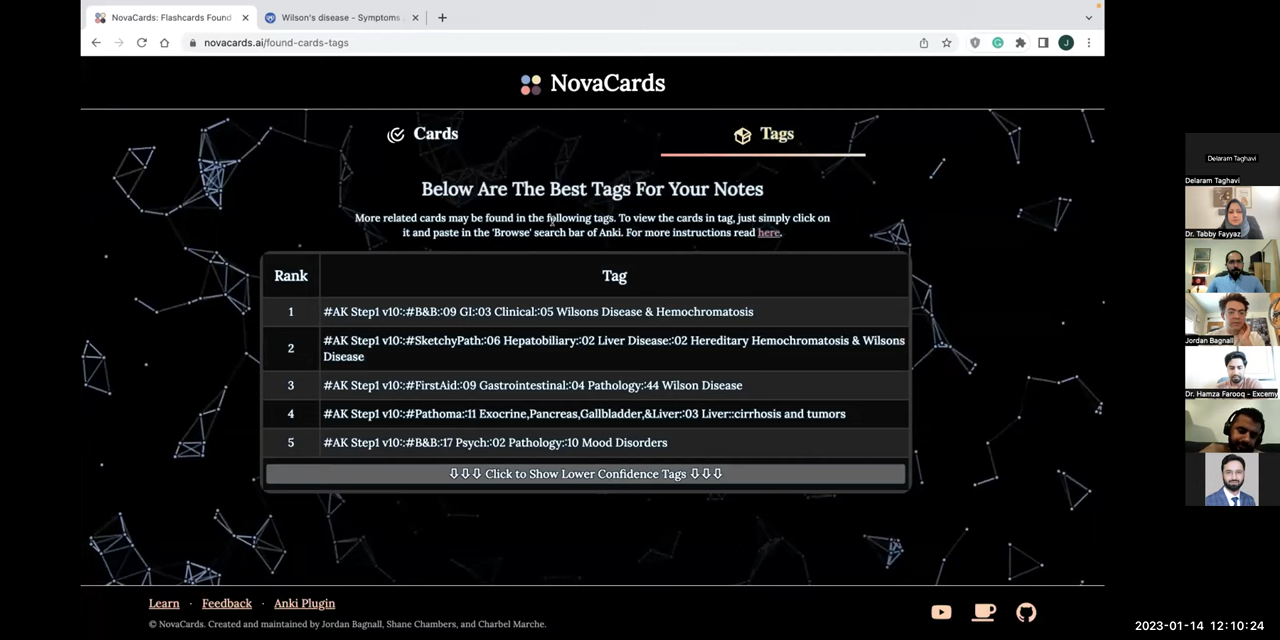 NovaCards: Flashcards Found
Wilson's disease - Symptoms
novacards.ai/found-cards-tags
J
NovaCards
Cards
Tags
Below Are The Best Tags For Your Notes
More related cards may be found in the following tags. To view the cards in tag, just simply click on
it and paste in the 'Browse' search bar of Anki. For more instructions read here.
Rank Tag
1 #AK Step1 v10::#B&B::09 GI::03 Clinical::05 Wilsons Disease & Hemochromatosis
2 #AK Step1 v10::#SketchyPath::06 Hepatobiliary::02 Liver Disease::02 Hereditary Hemochromatosis & Wilsons
Disease
3 #AK Step1 v10::#FirstAid::09 Gastrointestinal::04 Pathology::44 Wilson Disease
4 #AK Step1 v10::#Pathoma::11 Exocrine,Pancreas,Gallbladder,&Liver::03 Liver::cirrhosis and tumors
5 #AK Step1 v10::#B&B::17 Psych::02 Pathology::10 Mood Disorders
⇩⇩⇩ Click to Show Lower Confidence Tags ⇩⇩⇩
Learn · Feedback · Anki Plugin
© NovaCards. Created and maintained by Jordan Bagnall, Shane Chambers, and Charbel Marche.
Delaram Taghavi
Delaram Taghavi
Dr. Tabby Fayyaz
Jordan Bagnall
Dr. Hamza Farooq - Excemy
2023-01-14 12:10:24